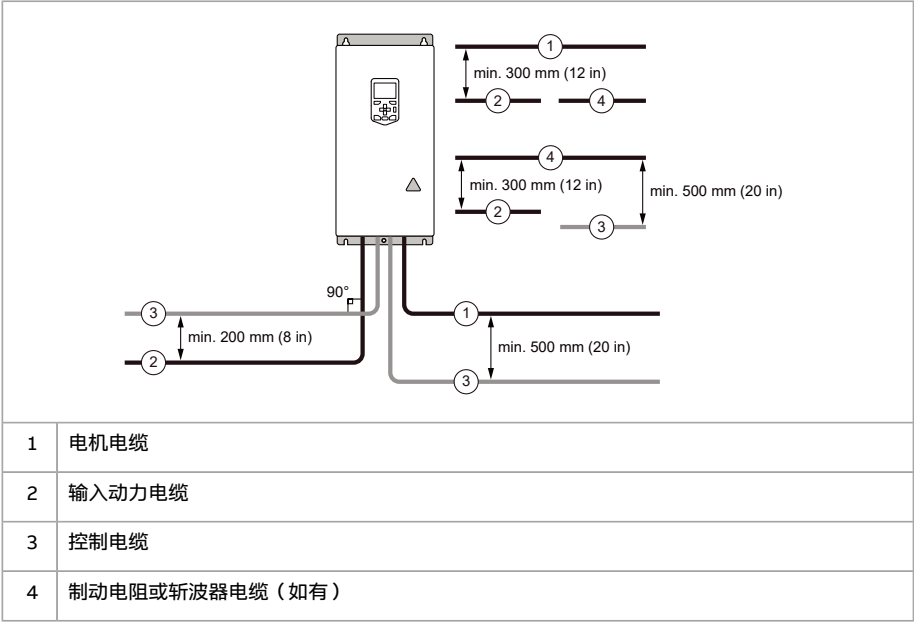 1
min. 300 mm (12 in)
2 4
4
min. 300 mm (12 in)
min. 500 mm (20 in)
2
3
90°
3
1
min. 200 mm (8 in)
min. 500 mm (20 in)
2
3
1 电机电缆
2 输入动力电缆
3 控制电缆
4 制动电阻或斩波器电缆（如有）